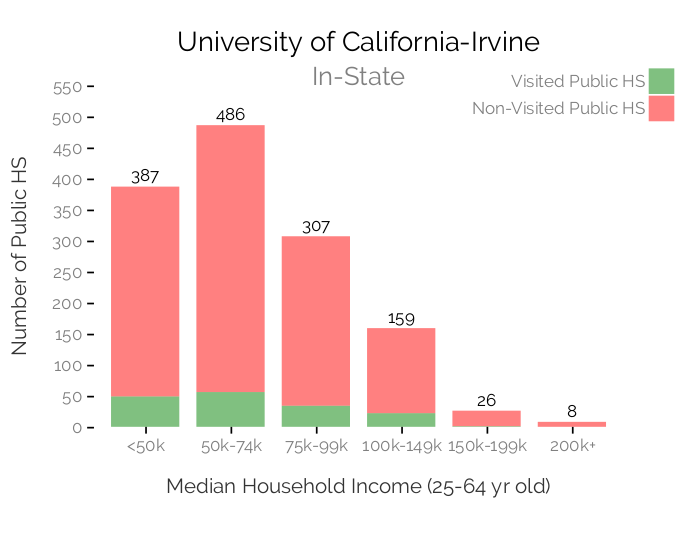 University of California-Irvine
In-State
Visited Public HS
Non-Visited Public HS
Number of Public HS
550
500
450
400
350
300
250
200
150
100
50
0
387
486
307
159
26
8
<50k 50k-74k 75k-99k 100k-149k 150k-199k 200k+
Median Household Income (25-64 yr old)